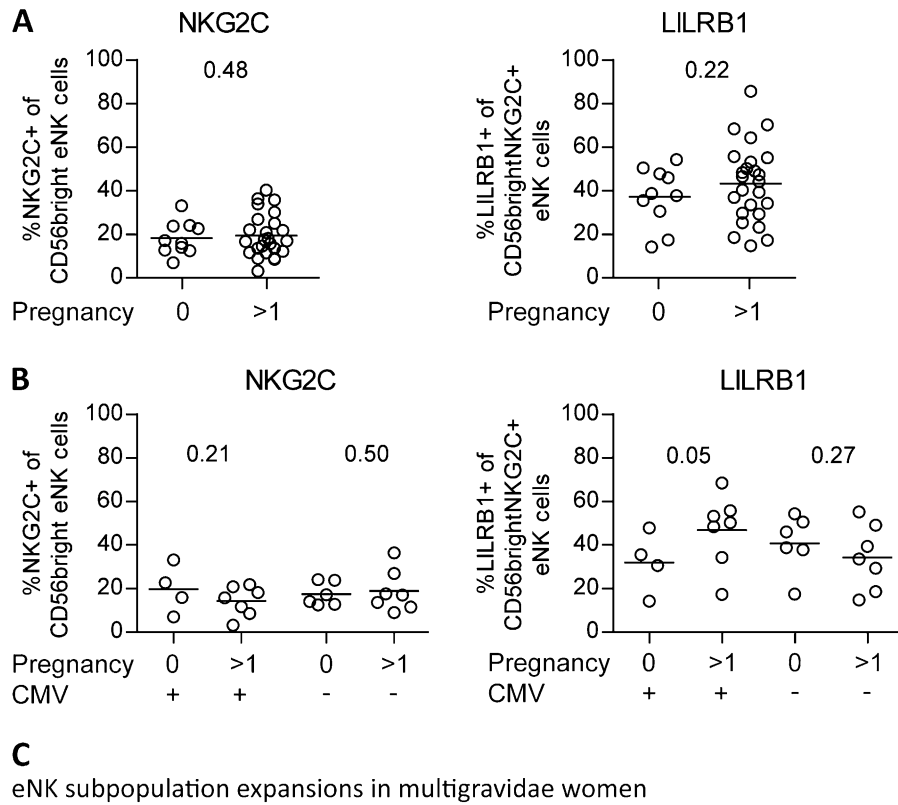 A
NKG2C
LILRB1
%NKG2C+ of
CD56bright eNK cells
100
80
60
40
20
0
0.48
Pregnancy 0 >1
%LILRB1+ of
CD56brightNKG2C+
eNK cells
100
80
60
40
20
0
0.22
Pregnancy 0 >1
B
NKG2C
LILRB1
%NKG2C+ of
CD56bright eNK cells
100
80
60
40
20
0
0.21 0.50
Pregnancy 0 >1 0 >1
CMV + + - -
%LILRB1+ of
CD56brightNKG2C+
eNK cells
100
80
60
40
20
0
0.05 0.27
Pregnancy 0 >1 0 >1
CMV + + - -
C
eNK subpopulation expansions in multigravidae women